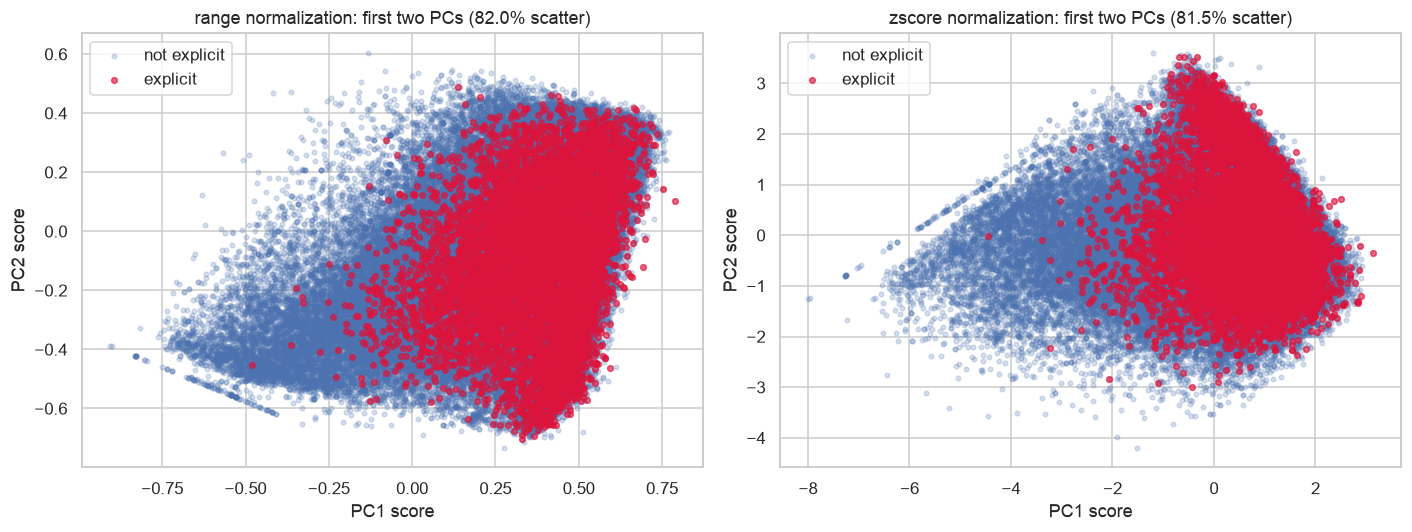 range normalization: first two PCs (82.0% scatter)
not explicit
explicit
0.6
0.4
0.2
0.0
−0.2
−0.4
−0.6
PC2 score
−0.75
−0.50
−0.25
0.00
0.25
0.50
0.75
PC1 score
zscore normalization: first two PCs (81.5% scatter)
not explicit
explicit
3
2
1
0
−1
−2
−3
−4
PC2 score
−8
−6
−4
−2
0
2
PC1 score